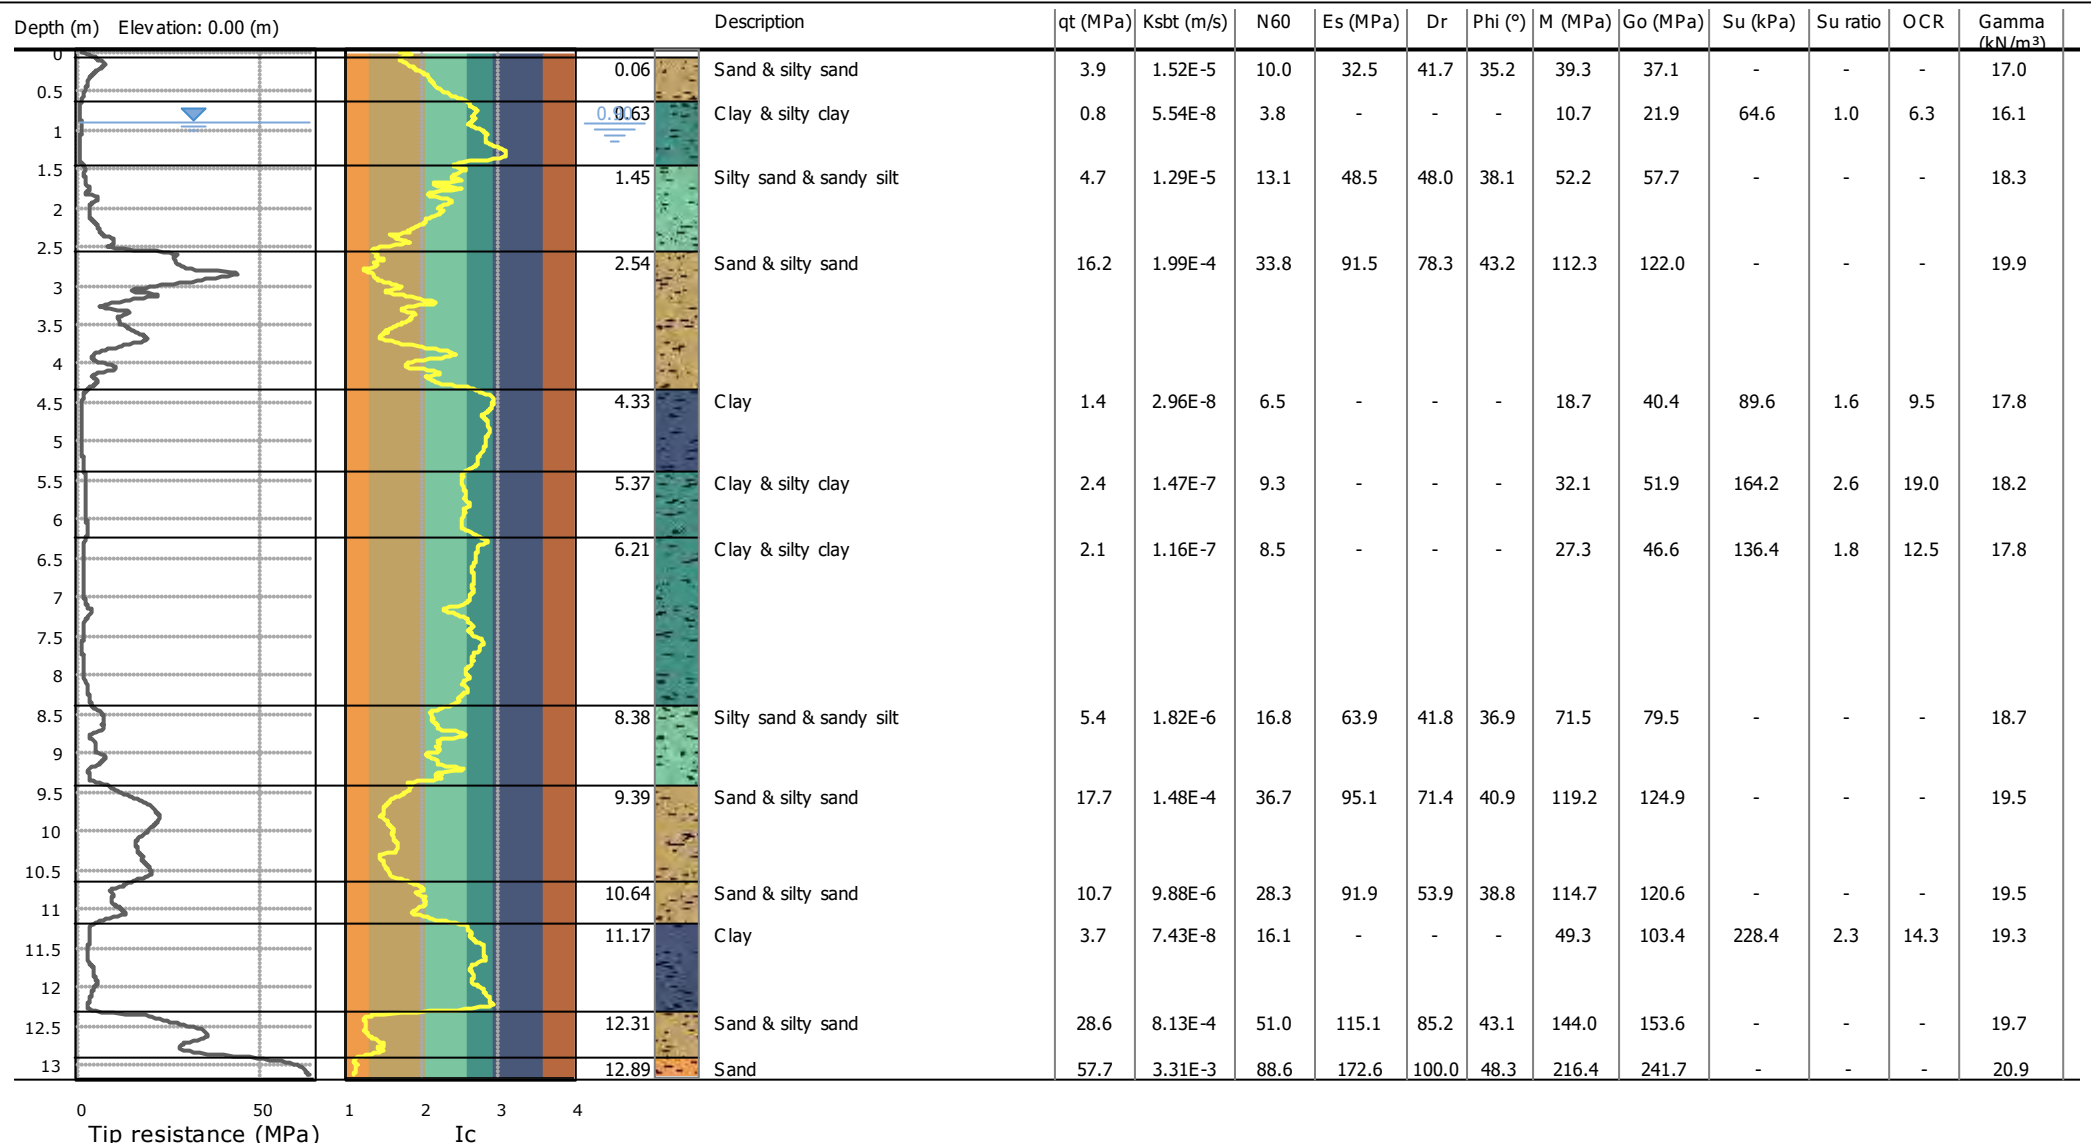 Depth (m) Elevation: 0.00 (m) Description qt (MPa) Ksbt (m/s) N60 Es (MPa) Dr Phi (°) M (MPa) Go (MPa) Su (kPa) Su ratio OCR Gamma (kN/m³)
0
0.06 Sand & silty sand 3.9 1.52E-5 10.0 32.5 41.7 35.2 39.3 37.1 - - - 17.0
0.5
0.63 Clay & silty clay 0.8 5.54E-8 3.8 - - - 10.7 21.9 64.6 1.0 6.3 16.1
0.90
1
1.5
1.45 Silty sand & sandy silt 4.7 1.29E-5 13.1 48.5 48.0 38.1 52.2 57.7 - - - 18.3
2
2.5
2.54 Sand & silty sand 16.2 1.99E-4 33.8 91.5 78.3 43.2 112.3 122.0 - - - 19.9
3
3.5
4
4.33 Clay 1.4 2.96E-8 6.5 - - - 18.7 40.4 89.6 1.6 9.5 17.8
4.5
5
5.5
5.37 Clay & silty clay 2.4 1.47E-7 9.3 - - - 32.1 51.9 164.2 2.6 19.0 18.2
6
6.21 Clay & silty clay 2.1 1.16E-7 8.5 - - - 27.3 46.6 136.4 1.8 12.5 17.8
6.5
7
7.5
8
8.5
8.38 Silty sand & sandy silt 5.4 1.82E-6 16.8 63.9 41.8 36.9 71.5 79.5 - - - 18.7
9
9.5
9.39 Sand & silty sand 17.7 1.48E-4 36.7 95.1 71.4 40.9 119.2 124.9 - - - 19.5
10
10.5
10.64 Sand & silty sand 10.7 9.88E-6 28.3 91.9 53.9 38.8 114.7 120.6 - - - 19.5
11
11.17 Clay 3.7 7.43E-8 16.1 - - - 49.3 103.4 228.4 2.3 14.3 19.3
11.5
12
12.31 Sand & silty sand 28.6 8.13E-4 51.0 115.1 85.2 43.1 144.0 153.6 - - - 19.7
12.5
13
12.89 Sand 57.7 3.31E-3 88.6 172.6 100.0 48.3 216.4 241.7 - - - 20.9
0 50 1 2 3 4
Tip resistance (MPa) Ic